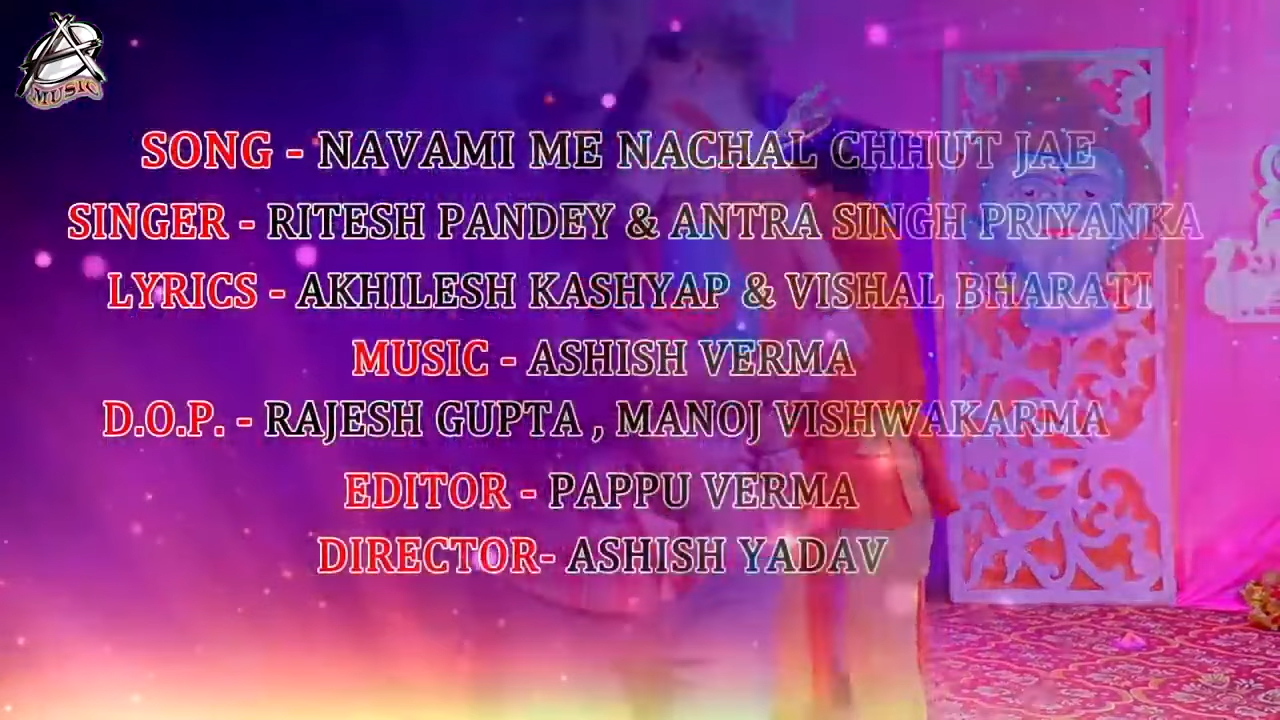 A MUSIC
SONG - NAVAMI ME NACHAL CHHUT JAE
SINGER - RITESH PANDEY & ANTRA SINGH PRIYANKA
LYRICS - AKHILESH KASHYAP & VISHAL BHARATI
MUSIC - ASHISH VERMA
D.O.P. - RAJESH GUPTA , MANOJ VISHWAKARMA
EDITOR - PAPPU VERMA
DIRECTOR- ASHISH YADAV